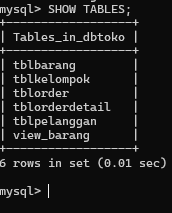 mysql> SHOW TABLES;
+------------------+
| Tables_in_dbtoko |
+------------------+
| tblbarang
| tblkelompok
| tblorder
| tblorderdetail
| tblpelanggan
| view_barang
+------------------+
6 rows in set (0.01 sec)
mysql>